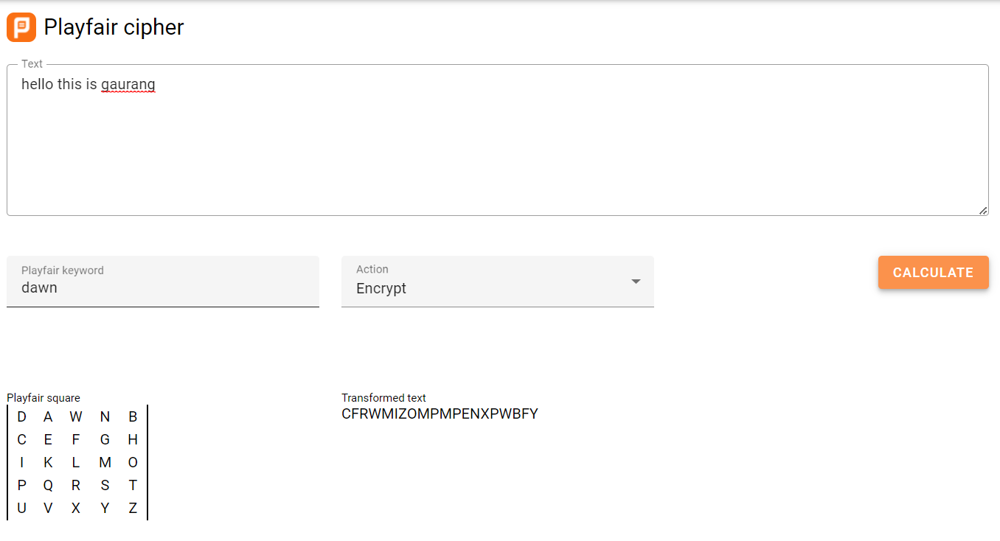 Playfair cipher
Text
hello this is gaurang
Playfair keyword
dawn
Action
Encrypt
CALCULATE
Playfair square
D A W N B
C E F G H
I K L M O
P Q R S T
U V X Y Z
Transformed text
CFRWMIZOMPMPENXPWBFY